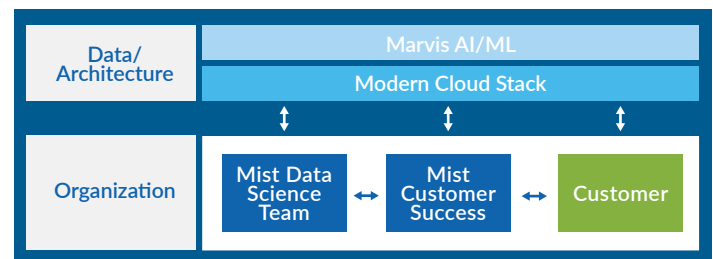 Data/
Architecture
Marvis AI/ML
Modern Cloud Stack
Organization
Mist Data
Science
Team
Mist
Customer
Success
Customer